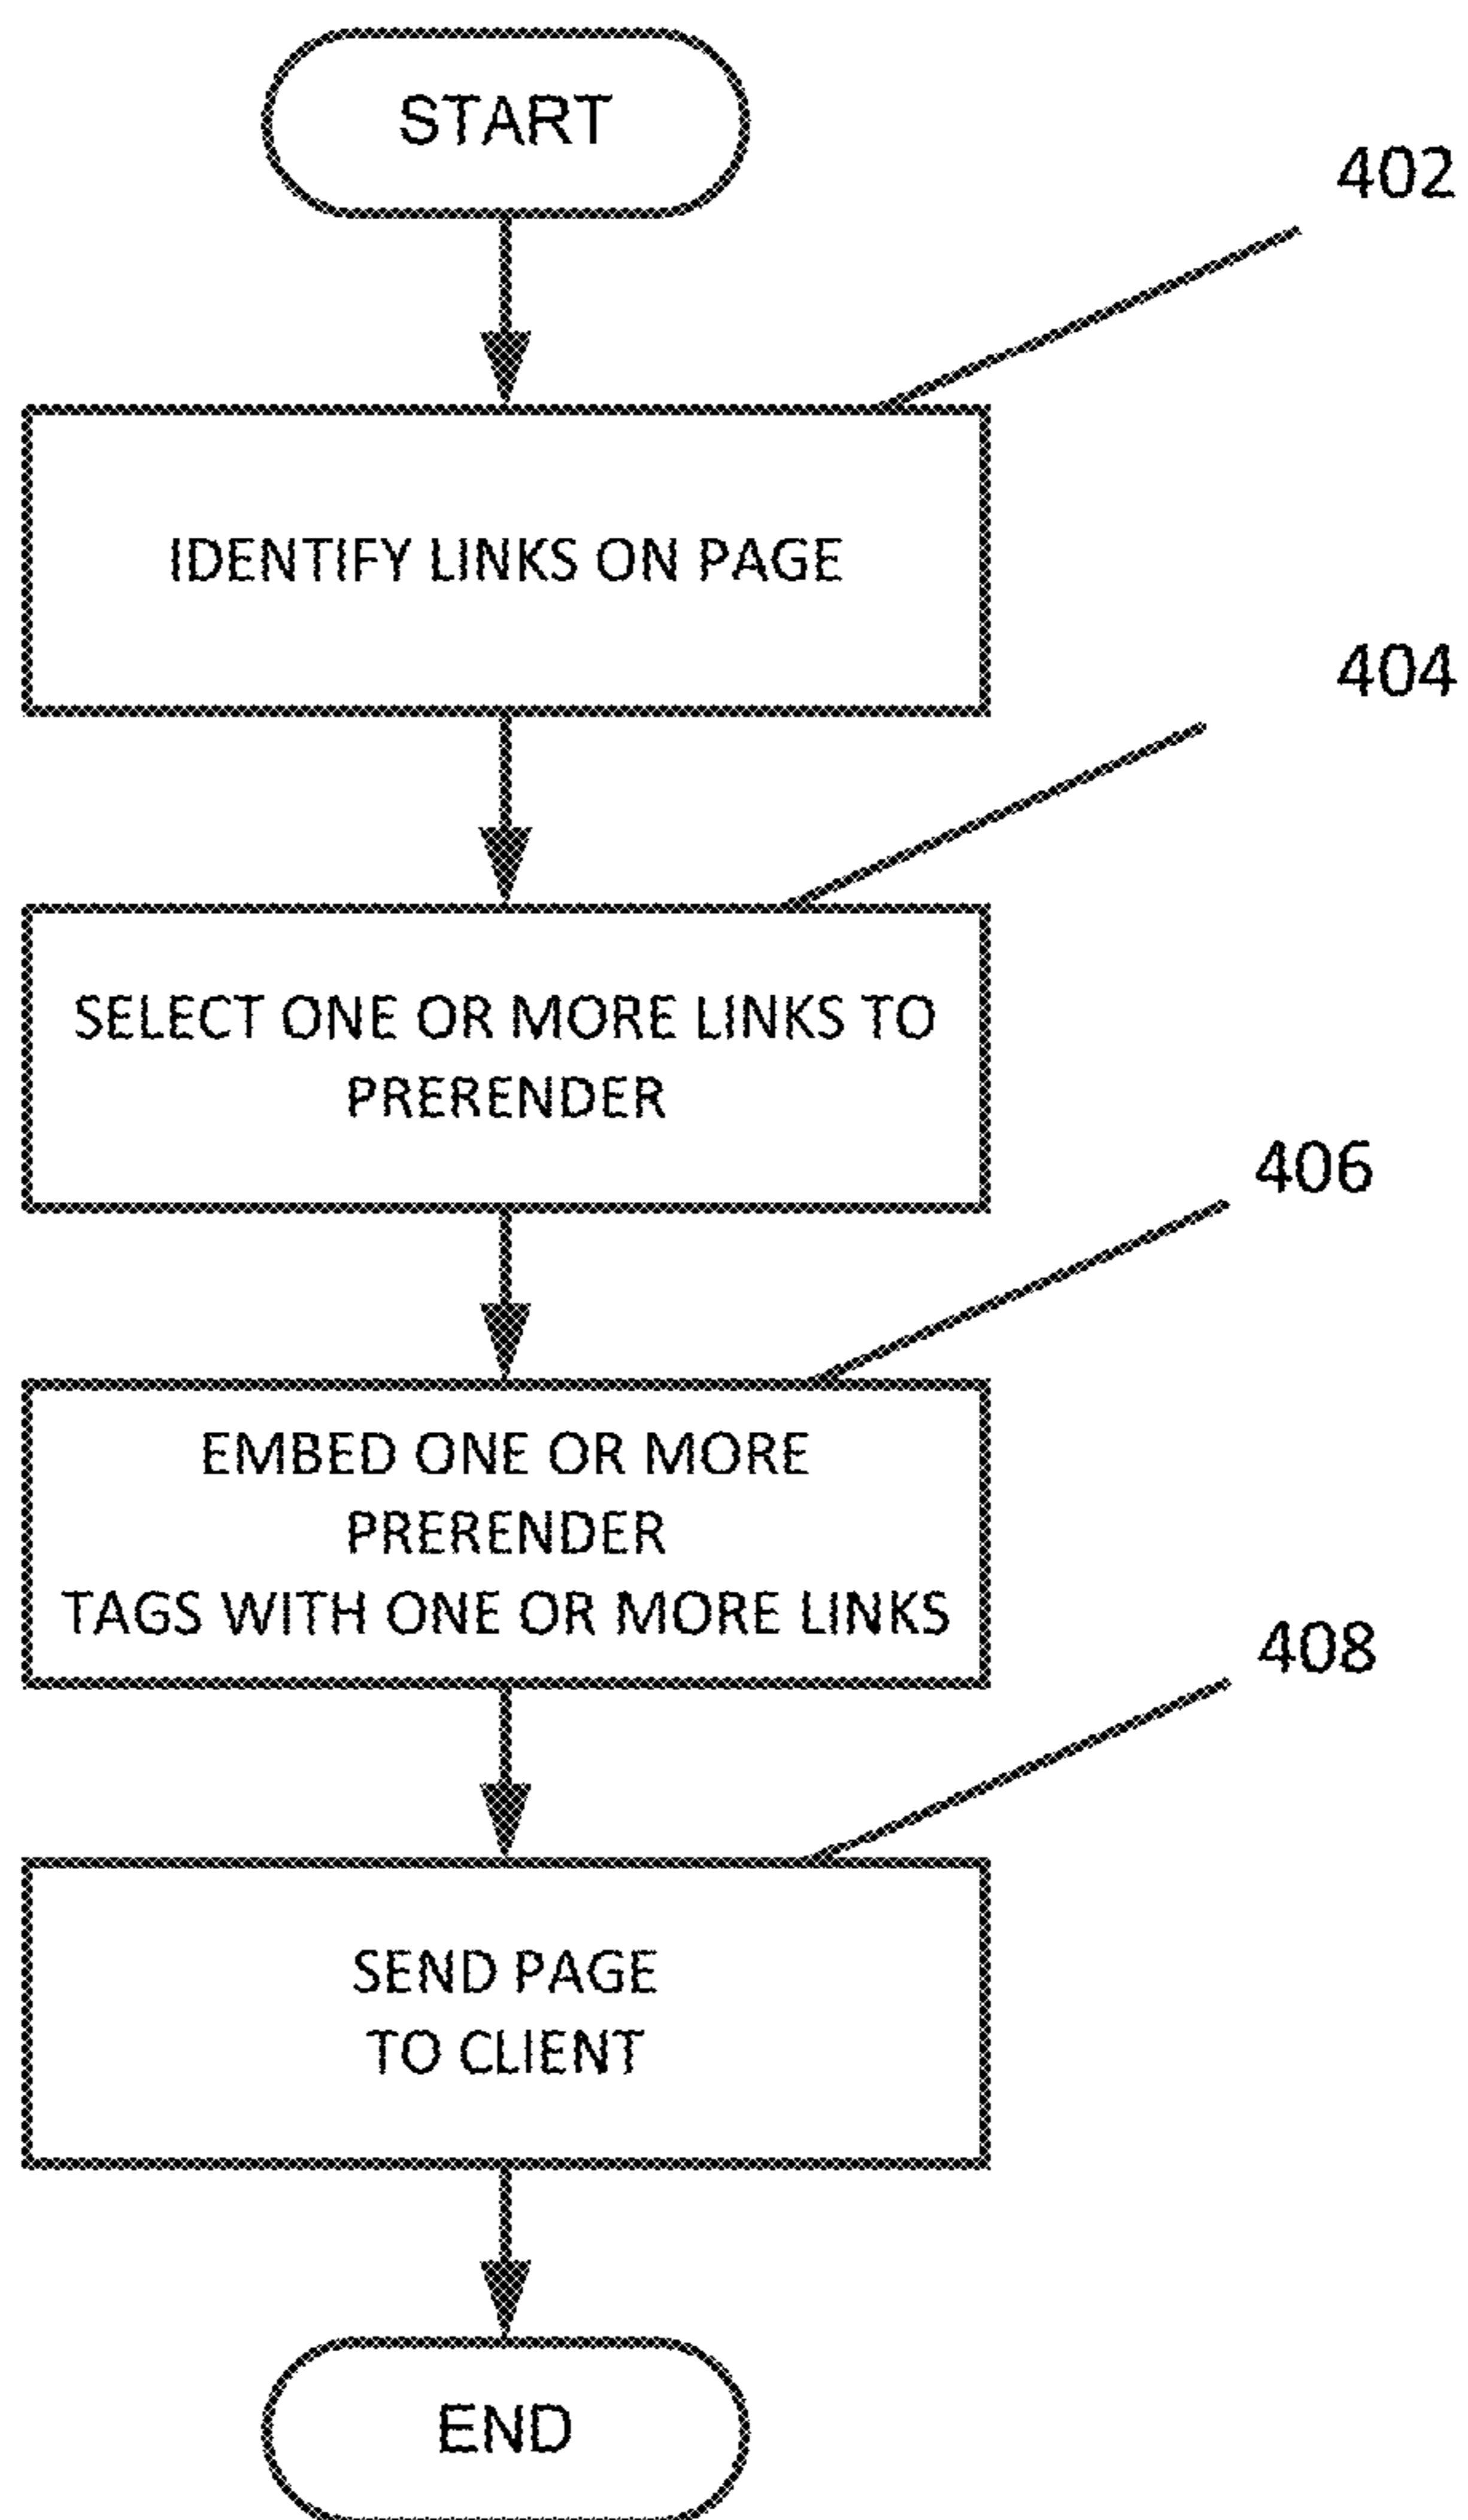 START
402
IDENTIFY LINKS ON PAGE
404
SELECT ONE OR MORE LINKS TO
PRERENDER
406
EMBED ONE OR MORE
PRERENDER
TAGS WITH ONE OR MORE LINKS
408
SEND PAGE
TO CLIENT
END